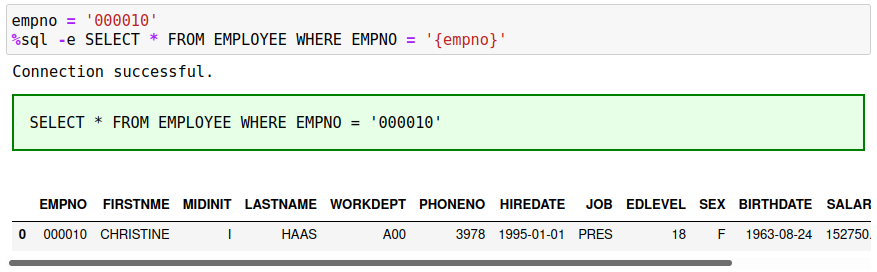 empno = '000010'
%sql -e SELECT * FROM EMPLOYEE WHERE EMPNO = '{empno}'
Connection successful.
SELECT * FROM EMPLOYEE WHERE EMPNO = '000010'
EMPNO FIRSTNME MIDINIT LASTNAME WORKDEPT PHONENO HIREDATE JOB EDLEVEL SEX BIRTHDATE SALAR
0 000010 CHRISTINE I HAAS A00 3978 1995-01-01 PRES 18 F 1963-08-24 152750.